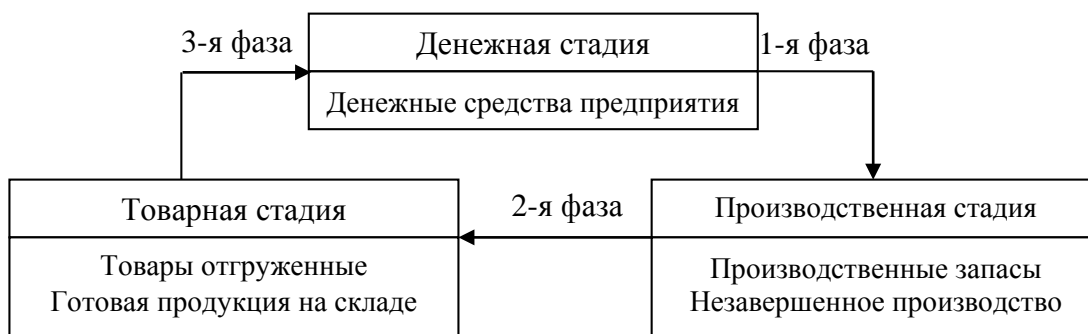 3-я фаза
Денежная стадия
1-я фаза
Денежные средства предприятия
Товарная стадия
2-я фаза
Производственная стадия
Товары отгруженные
Готовая продукция на складе
Производственные запасы
Незавершенное производство